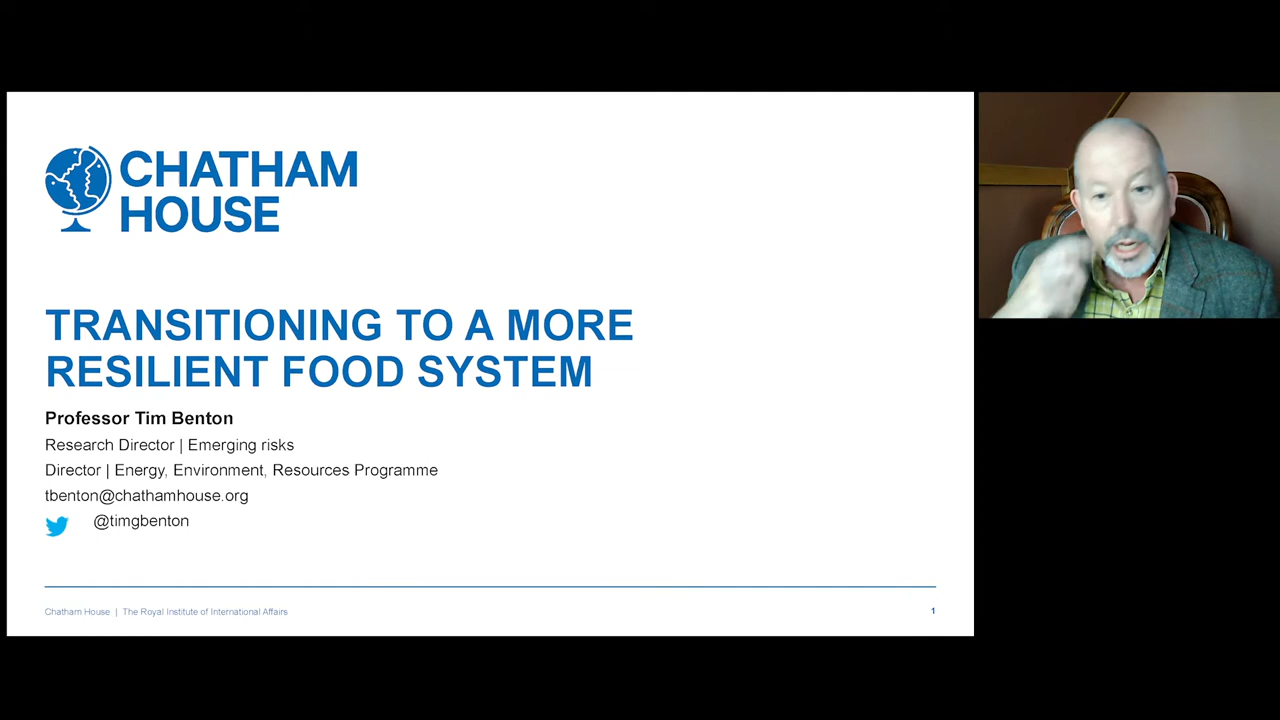 CHATHAM
HOUSE
TRANSITIONING TO A MORE
RESILIENT FOOD SYSTEM
Professor Tim Benton
Research Director | Emerging risks
Director | Energy, Environment, Resources Programme
tbenton@chathamhouse.org
@timgbenton
Chatham House | The Royal Institute of International Affairs
1